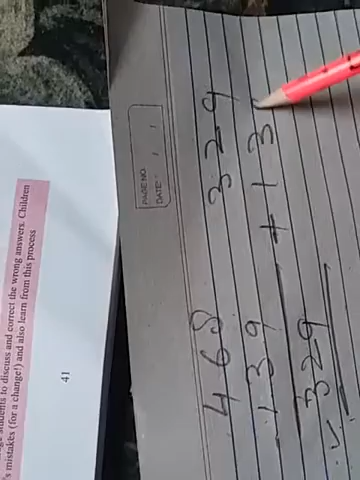 students to discuss and correct the wrong answers. Children
's mistakes (for a change!) and also learn from this process
41
PAGE NO.
DATE: / /
468 329
-139 +13
329